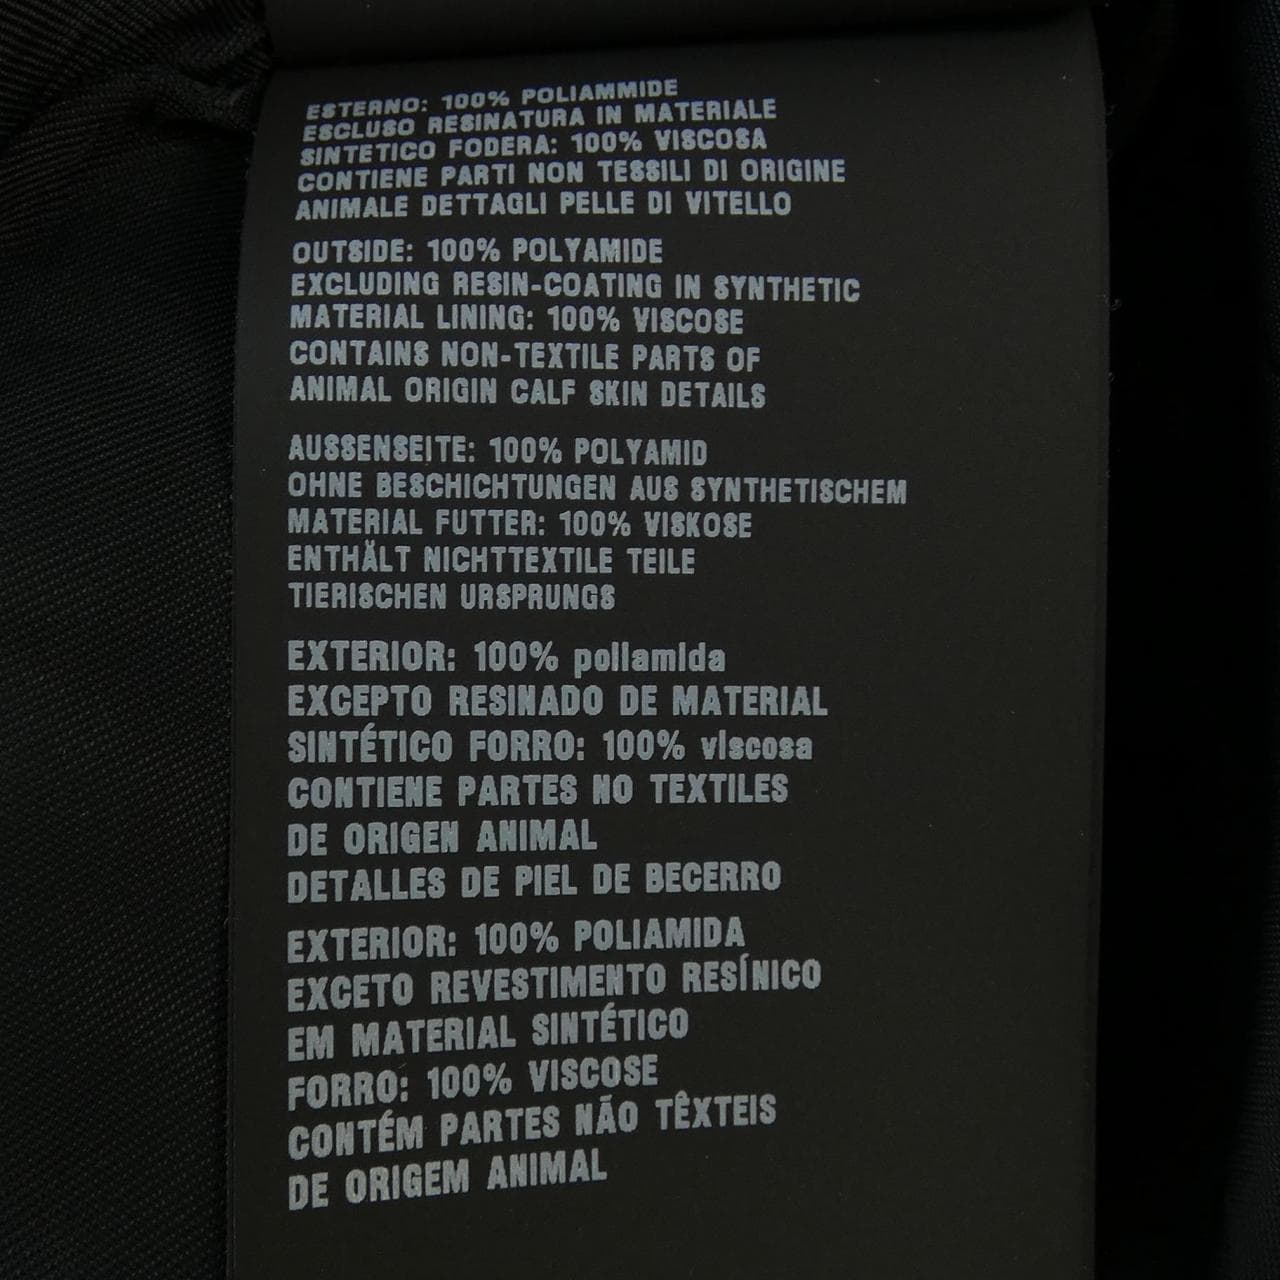 ESTERNO: 100% POLIAMMIDE
ESCLUSO RESINATURA IN MATERIALE
SINTETICO FODERA: 100% VISCOSA
CONTIENE PARTI NON TESSILI DI ORIGINE
ANIMALE DETTAGLI PELLE DI VITELLO
OUTSIDE: 100% POLYAMIDE
EXCLUDING RESIN-COATING IN SYNTHETIC
MATERIAL LINING: 100% VISCOSE
CONTAINS NON-TEXTILE PARTS OF
ANIMAL ORIGIN CALF SKIN DETAILS
AUSSENSEITE: 100% POLYAMID
OHNE BESCHICHTUNGEN AUS SYNTHETISCHEM
MATERIAL FUTTER: 100% VISKOSE
ENTHÄLT NICHTTEXTILE TEILE
TIERISCHEN URSPRUNGS
EXTERIOR: 100% poliamida
EXCEPTO RESINADO DE MATERIAL
SINTÉTICO FORRO: 100% viscosa
CONTIENE PARTES NO TEXTILES
DE ORIGEN ANIMAL
DETALLES DE PIEL DE BECERRO
EXTERIOR: 100% POLIAMIDA
EXCETO REVESTIMENTO RESÍNICO
EM MATERIAL SINTÉTICO
FORRO: 100% VISCOSE
CONTÉM PARTES NÃO TÊXTEIS
DE ORIGEM ANIMAL